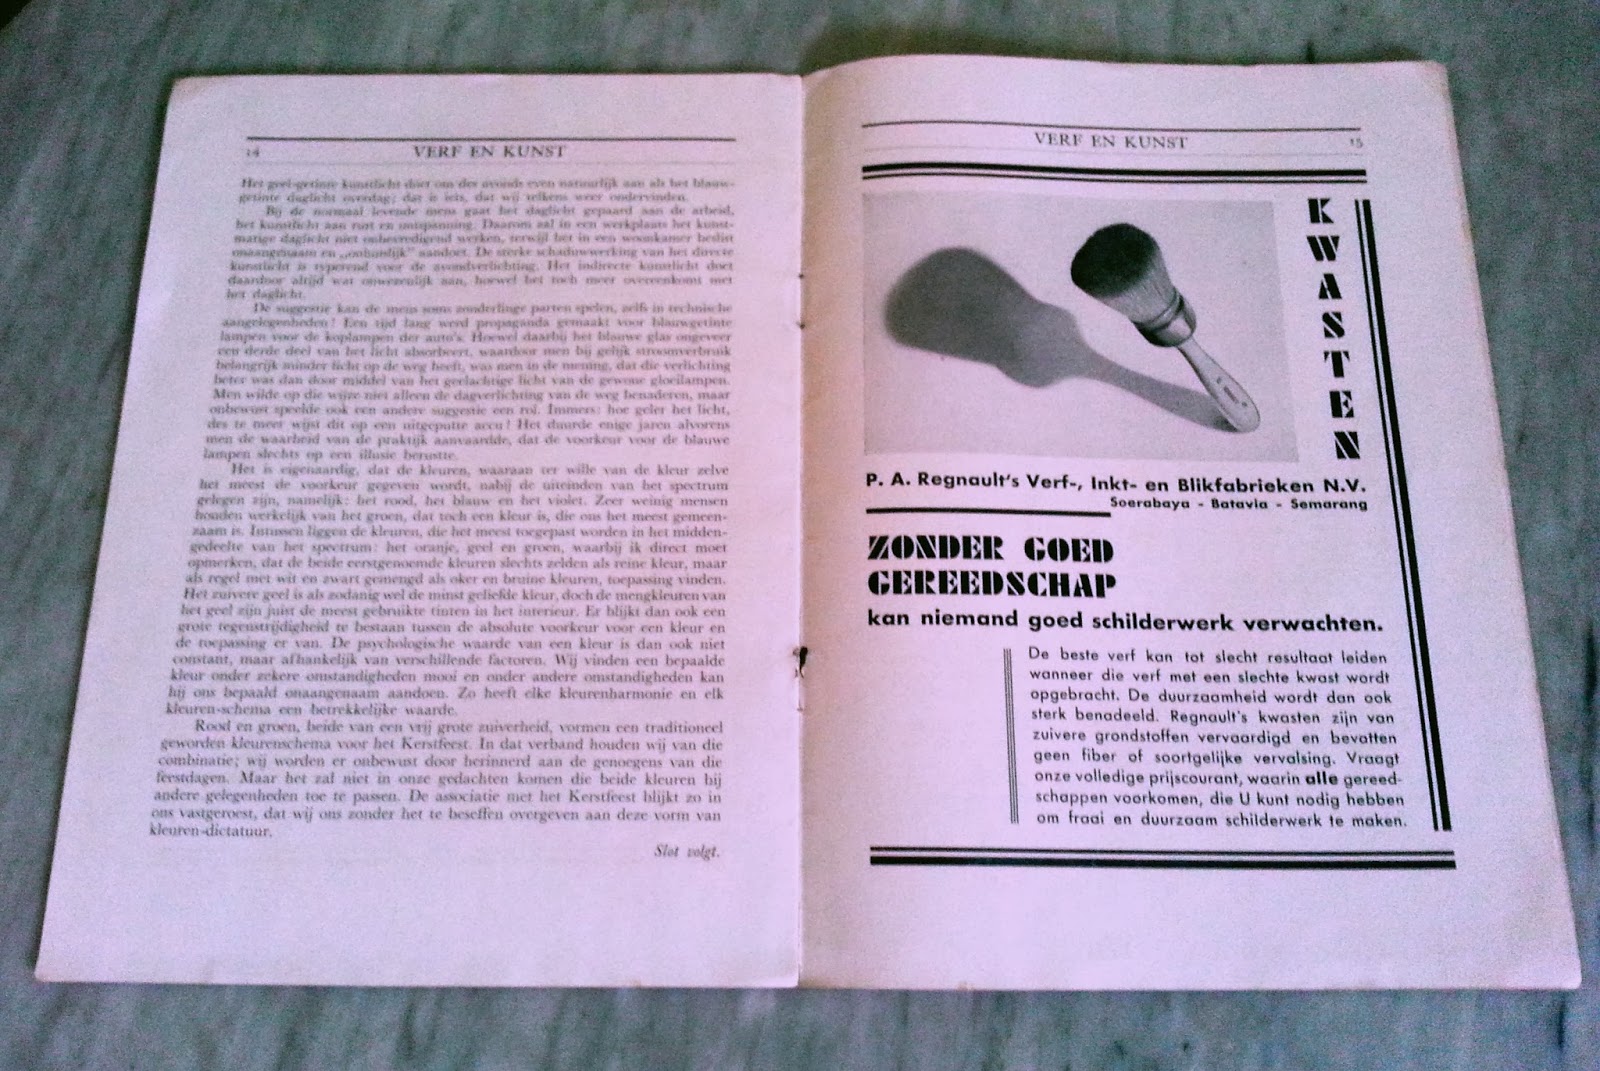 14
VERF EN KUNST
Het geel-getinte kunstlicht doet om des avonds even natuurlijk aan als het blauw-
getinte daglicht overdag; dat is iets, dat wij telkens weer ondervinden.
Bij de normaal levende mens gaat het daglicht gepaard aan de arbeid,
het kunstlicht aan rust en ontspanning. Daarom zal in een werkplaats het kunst-
matige daglicht niet onbevredigend werken, terwijl het in een woonkamer beslist
onaangenaam en „onhuislijk" aandoet. De sterke schaduwwerking van het directe
kunstlicht is typerend voor de avondverlichting. Het indirecte kunstlicht doet
daardoor altijd wat onwezenlijk aan, hoewel het toch meer overeenkomt met
het daglicht.
De suggestie kan de mens soms zonderlinge parten spelen, zelfs in technische
aangelegenheden! Een tijd lang werd propaganda gemaakt voor blauwgetinte
lampen voor de koplampen der auto's. Hoewel daarbij het blauwe glas ongeveer
een derde deel van het licht absorbeert, waardoor men bij gelijk stroomverbruik
belangrijk minder licht op de weg heeft, was men in de mening, dat die verlichting
beter was dan door middel van het geelachtige licht van de gewone gloeilampen.
Men wilde op die wijze niet alleen de dagverlichting van de weg benaderen, maar
onbewust speelde ook een andere suggestie een rol. Immers: hoe geler het licht,
des te meer wijst dit op een uitgeputte accu! Het duurde enige jaren alvorens
men de waarheid van de praktijk aanvaardde, dat de voorkeur voor de blauwe
lampen slechts op een illusie berustte.
Het is eigenaardig, dat de kleuren, waaraan ter wille van de kleur zelve
het meest de voorkeur gegeven wordt, nabij de uiteinden van het spectrum
gelegen zijn, namelijk: het rood, het blauw en het violet. Zeer weinig mensen
houden werkelijk van het groen, dat toch een kleur is, die ons het meest gemeen-
zaam is. Intussen liggen de kleuren, die het meest toegepast worden in het midden-
gedeelte van het spectrum: het oranje, geel en groen, waarbij ik direct moet
opmerken, dat de beide eerstgenoemde kleuren slechts zelden als reine kleur, maar
als regel met wit en zwart gemengd als oker en bruine kleuren, toepassing vinden.
Het zuivere geel is als zodanig wel de minst geliefde kleur, doch de mengkleuren van
het geel zijn juist de meest gebruikte tinten in het interieur. Er blijkt dan ook een
grote tegenstrijdigheid te bestaan tussen de absolute voorkeur voor een kleur en
de toepassing er van. De psychologische waarde van een kleur is dan ook niet
constant, maar afhankelijk van verschillende factoren. Wij vinden een bepaalde
kleur onder zekere omstandigheden mooi en onder andere omstandigheden kan
hij ons bepaald onaangenaam aandoen. Zo heeft elke kleurenharmonie en elk
kleuren-schema een betrekkelijke waarde.
Rood en groen, beide van een vrij grote zuiverheid, vormen een traditioneel
geworden kleurenschema voor het Kerstfeest. In dat verband houden wij van die
combinatie; wij worden er onbewust door herinnerd aan de genoegens van die
feestdagen. Maar het zal niet in onze gedachten komen die beide kleuren bij
andere gelegenheden toe te passen. De associatie met het Kerstfeest blijkt zo in
ons vastgeroest, dat wij ons zonder het te beseffen overgeven aan deze vorm van
kleuren-dictatuur.
Slot volgt.
VERF EN KUNST
15
KWASTEN
P. A. Regnault's Verf-, Inkt- en Blikfabrieken N.V.
Soerabaya - Batavia - Semarang
ZONDER GOED
GEREEDSCHAP
kan niemand goed schilderwerk verwachten.
De beste verf kan tot slecht resultaat leiden
wanneer die verf met een slechte kwast wordt
opgebracht. De duurzaamheid wordt dan ook
sterk benadeeld. Regnault's kwasten zijn van
zuivere grondstoffen vervaardigd en bevatten
geen fiber of soortgelijke vervalsing. Vraagt
onze volledige prijscourant, waarin alle gereed-
schappen voorkomen, die U kunt nodig hebben
om fraai en duurzaam schilderwerk te maken.